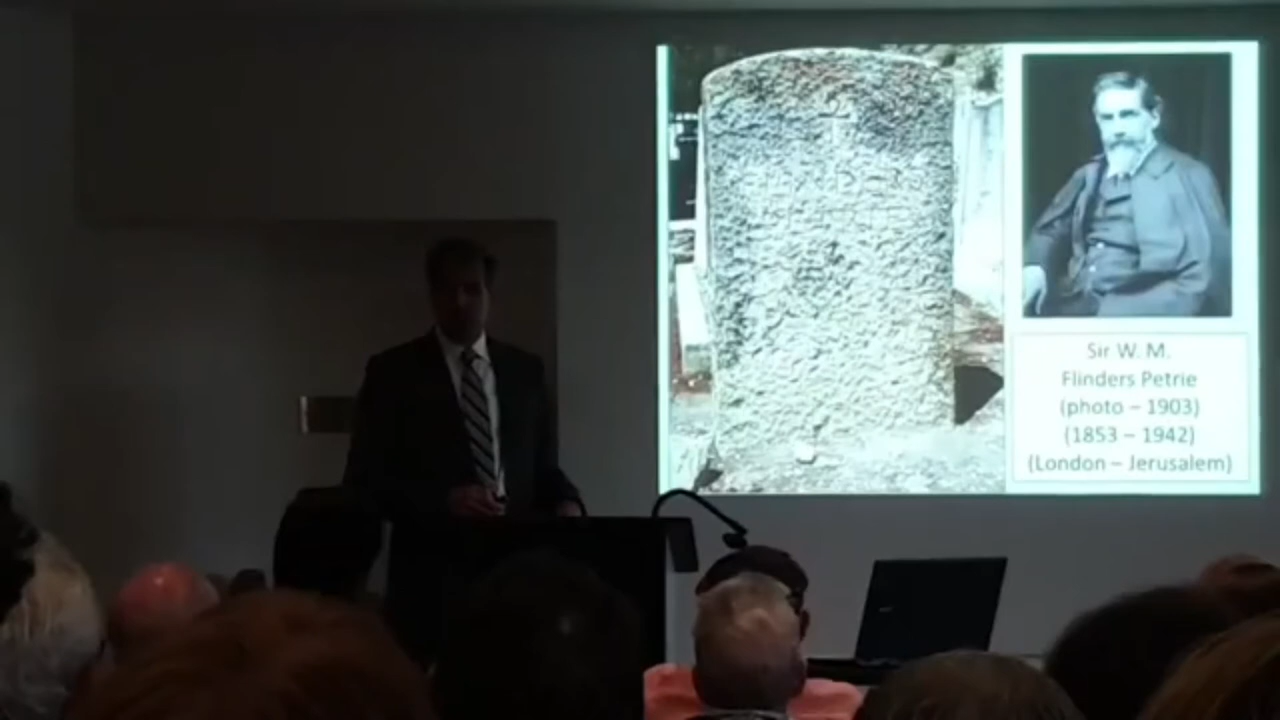 Sir W. M.
Flinders Petrie
(photo – 1903)
(1853 – 1942)
(London – Jerusalem)